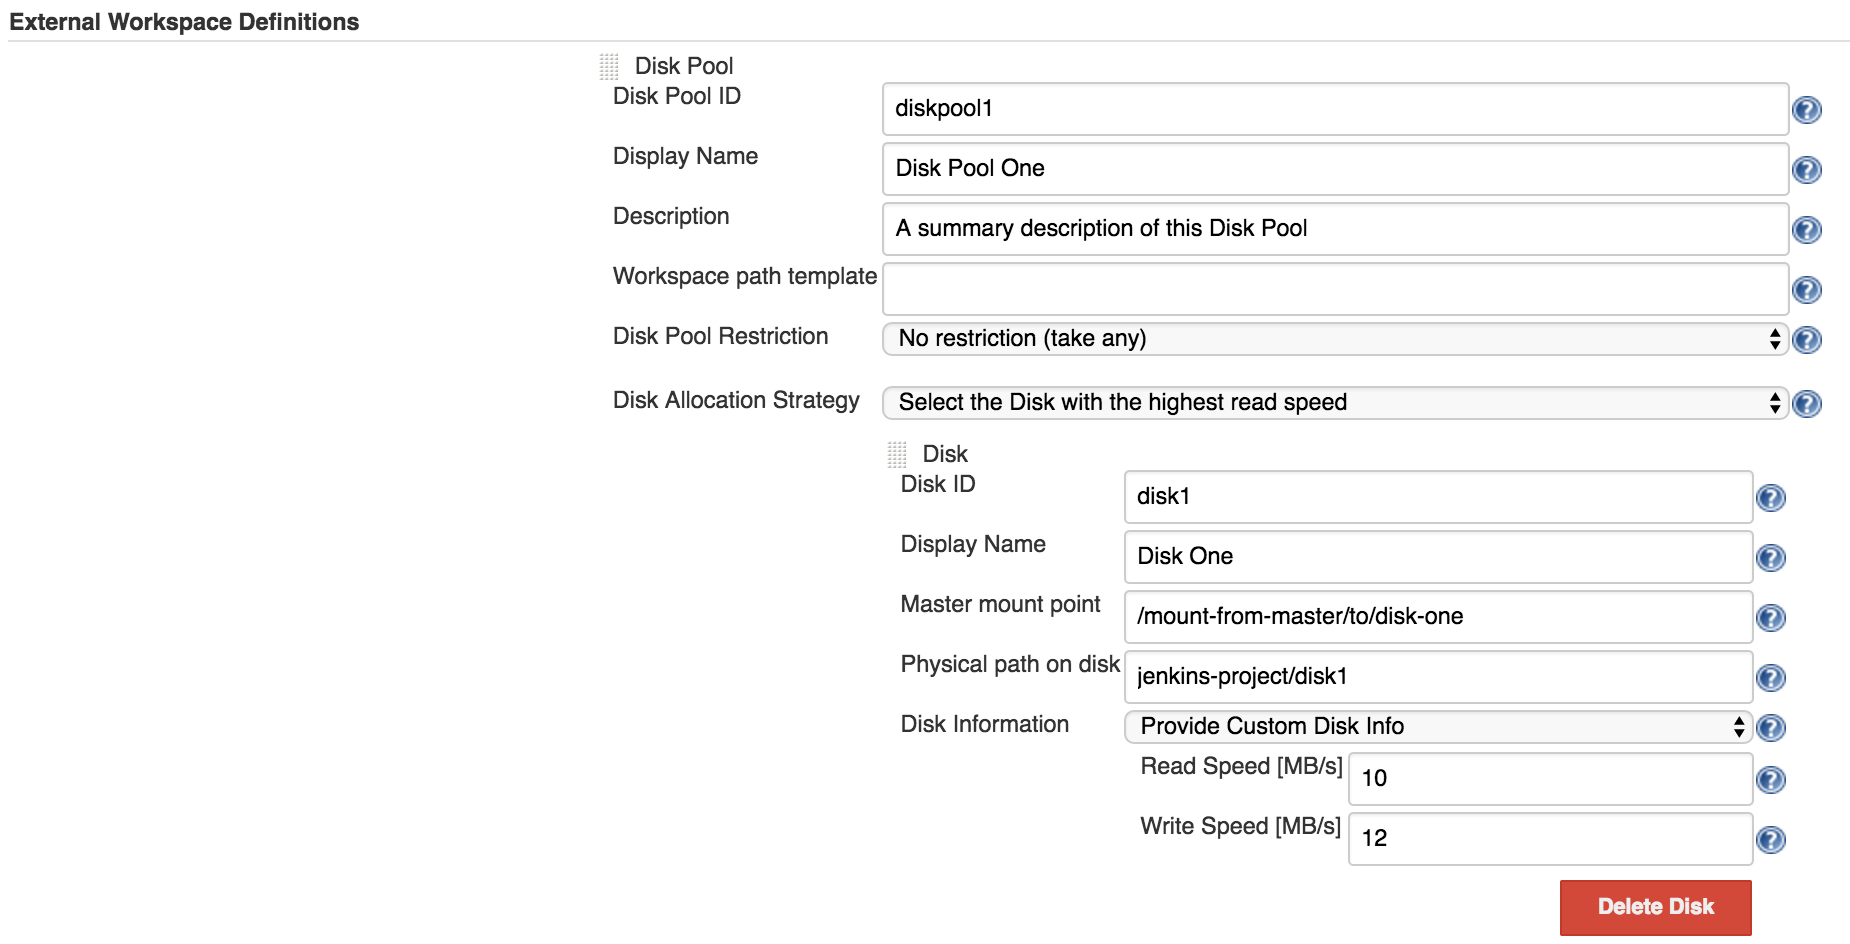 External Workspace Definitions
Disk Pool
Disk Pool ID
diskpool1
Display Name
Disk Pool One
Description
A summary description of this Disk Pool
Workspace path template
Disk Pool Restriction
No restriction (take any)
Disk Allocation Strategy
Select the Disk with the highest read speed
Disk
Disk ID
disk1
Display Name
Disk One
Master mount point
/mount-from-master/to/disk-one
Physical path on disk
jenkins-project/disk1
Disk Information
Provide Custom Disk Info
Read Speed [MB/s]
10
Write Speed [MB/s]
12
Delete Disk